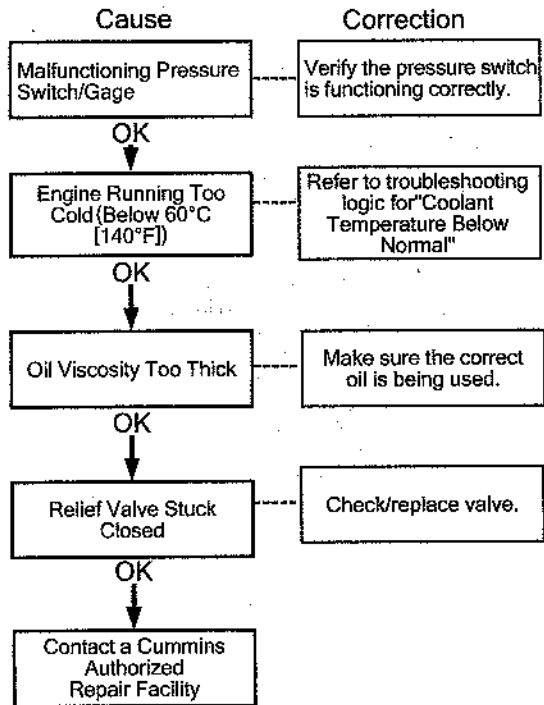 Cause
Correction
Malfunctioning Pressure
Switch/Gage
Verify the pressure switch
is functioning correctly.
OK
Engine Running Too
Cold (Below 60°C
[140°F])
Refer to troubleshooting
logic for"Coolant
Temperature Below
Normal"
OK
Oil Viscosity Too Thick
Make sure the correct
oil is being used.
OK
Relief Valve Stuck
Closed
Check/replace valve.
OK
Contact a Cummins
Authorized
Repair Facility